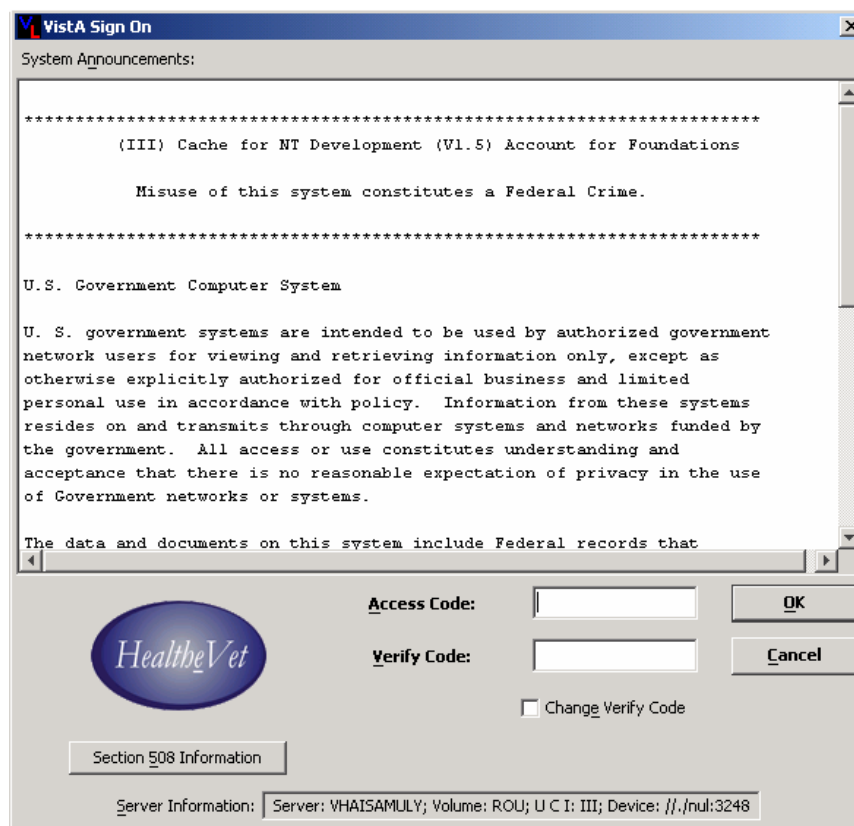 VistA Sign On
System Announcements:
*************************************************************************
(III) Cache for NT Development (V1.5) Account for Foundations
Misuse of this system constitutes a Federal Crime.
*************************************************************************
U.S. Government Computer System
U. S. government systems are intended to be used by authorized government
network users for viewing and retrieving information only, except as
otherwise explicitly authorized for official business and limited
personal use in accordance with policy.  Information from these systems
resides on and transmits through computer systems and networks funded by
the government.  All access or use constitutes understanding and
acceptance that there is no reasonable expectation of privacy in the use
of Government networks or systems.
The data and documents on this system include Federal records that
Access Code:
OK
HealtheVet
Verify Code:
Cancel
Change Verify Code
Section 508 Information
Server Information: Server: VHAISAMULY; Volume: ROU; U C I: III; Device: //./nul:3248